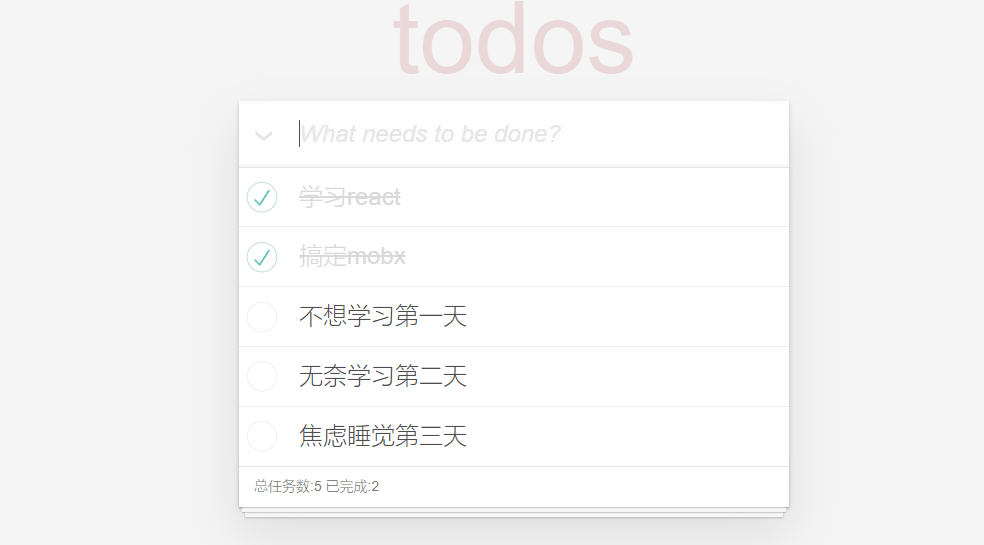 todos
What needs to be done?
学习react
搞定mobx
不想学习第一天
无奈学习第二天
焦虑睡觉第三天
总任务数:5 已完成:2